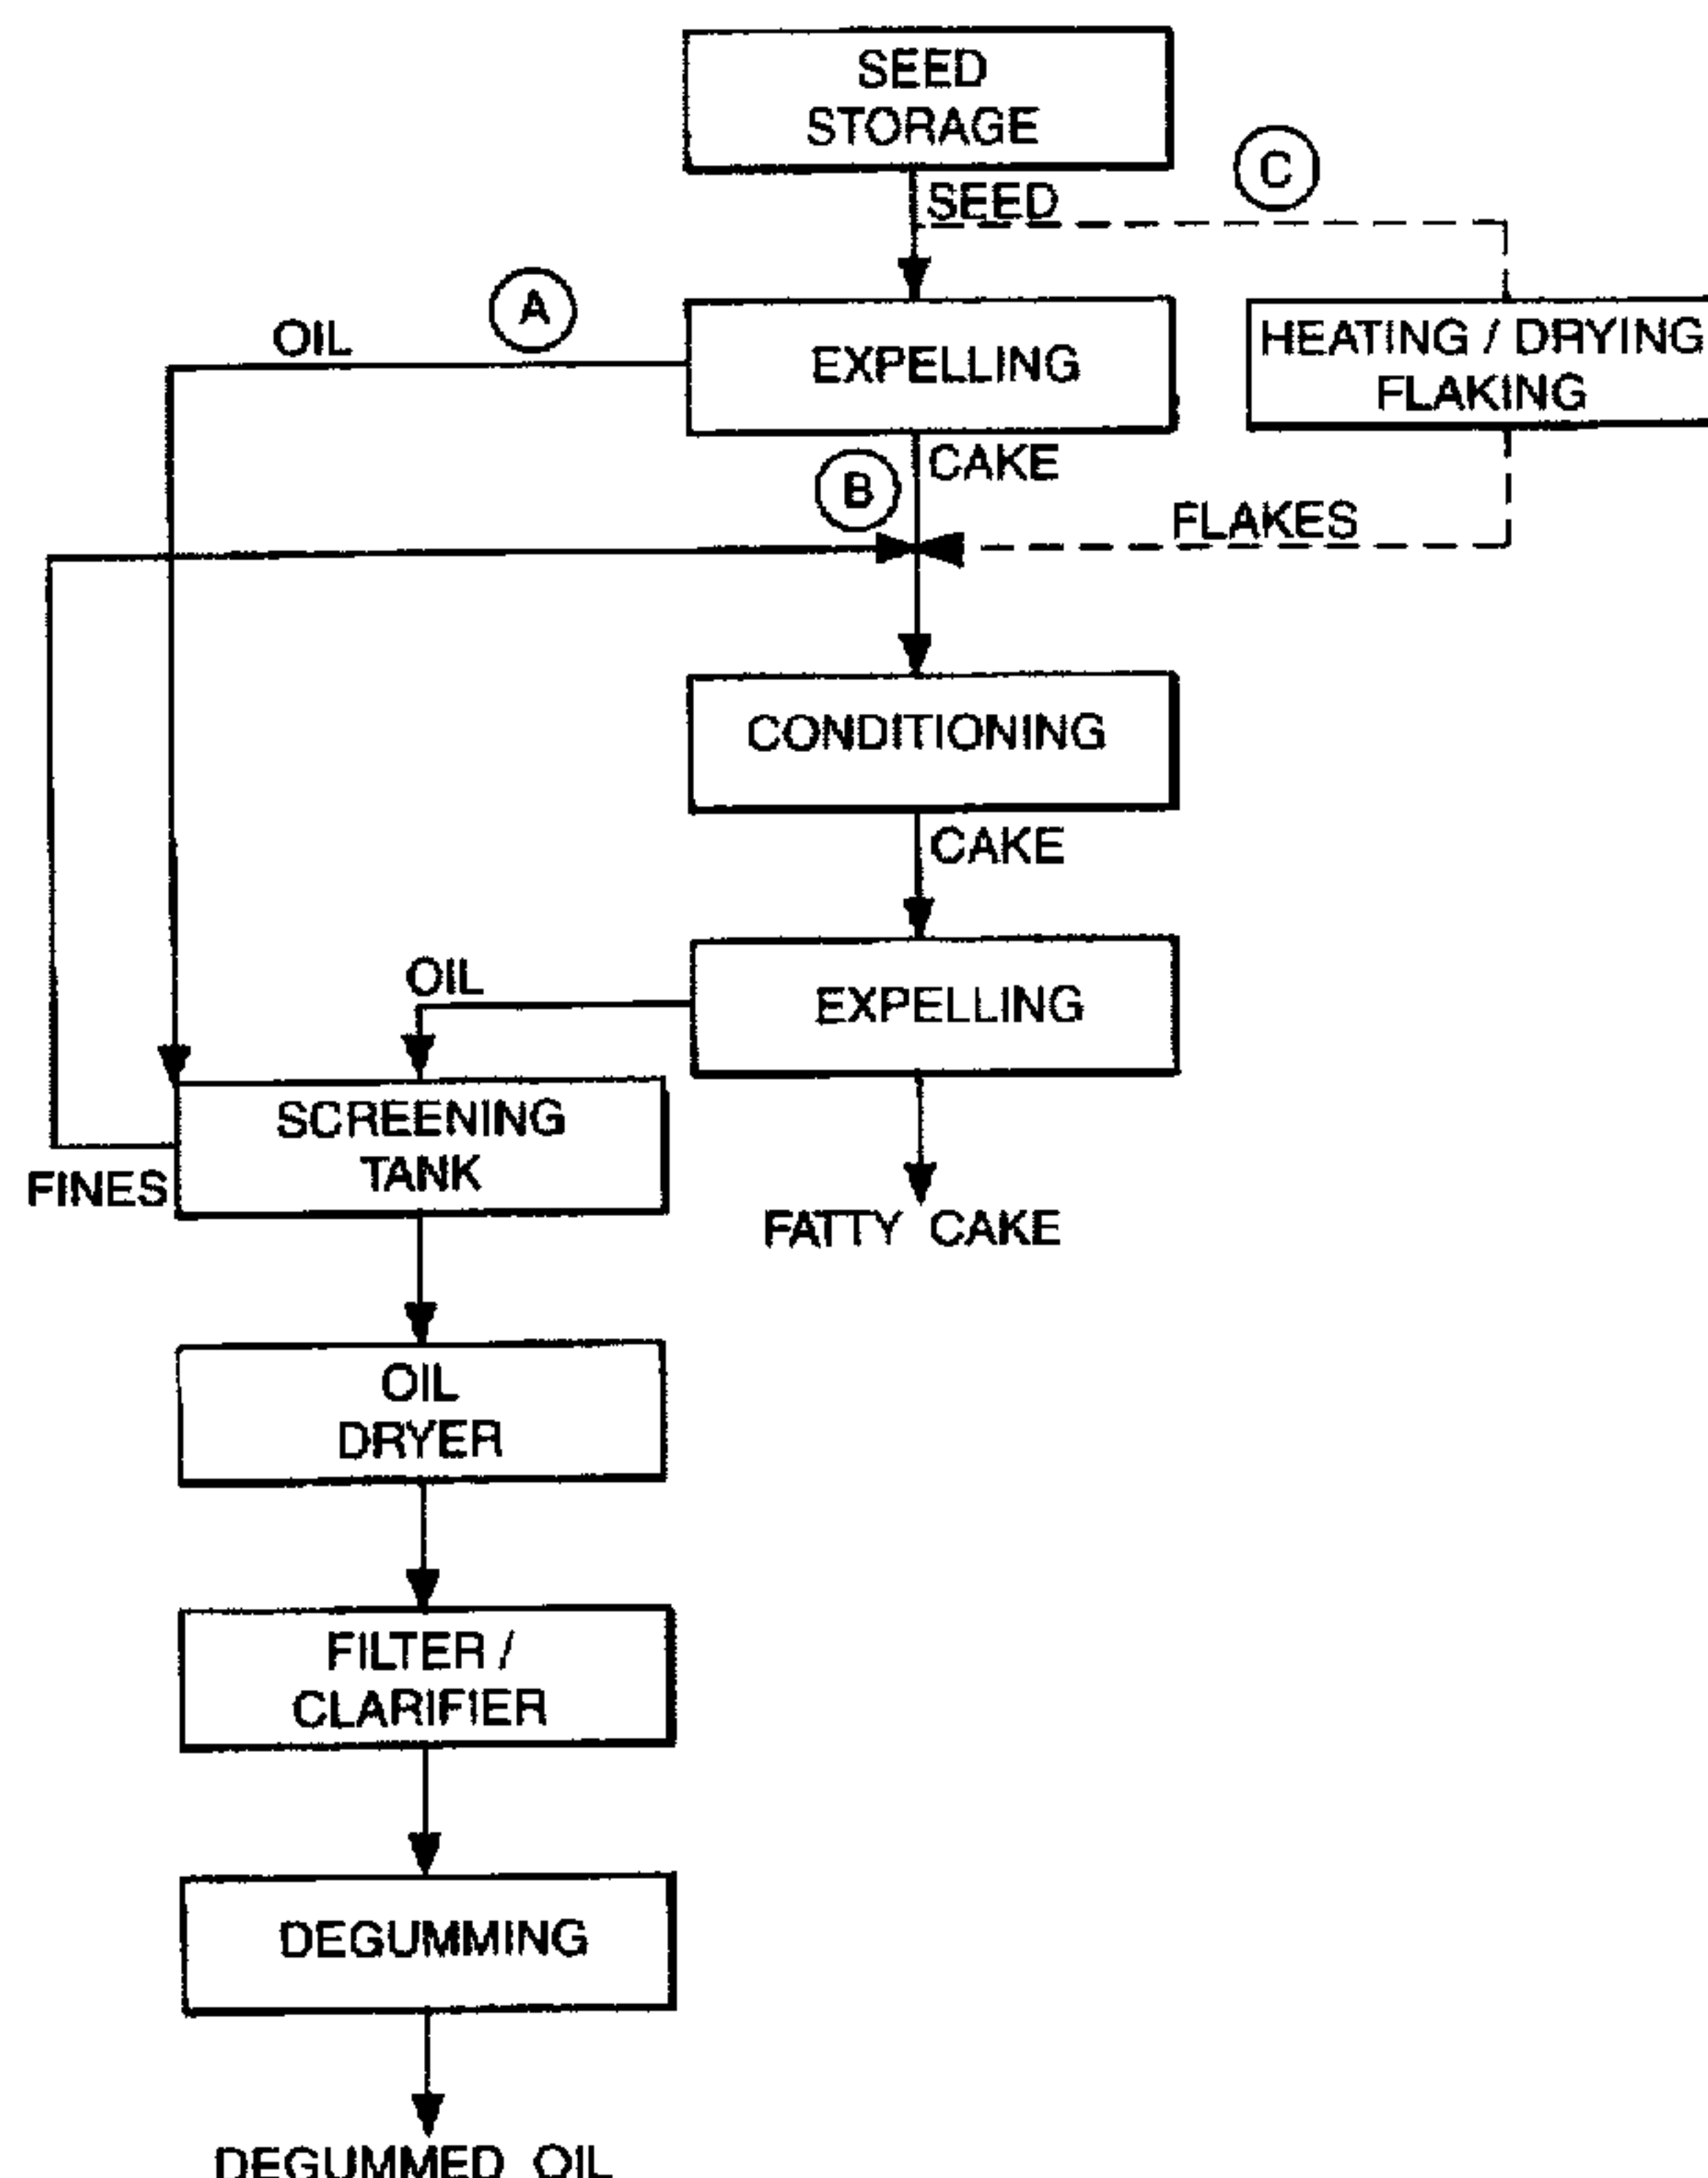 SEED
STORAGE
C
SEED
A
OIL
EXPELLING
HEATING / DRYING
FLAKING
CAKE
B
FLAKES
CONDITIONING
CAKE
OIL
EXPELLING
SCREENING
TANK
FINES
FATTY CAKE
OIL
DRYER
FILTER /
CLARIFIER
DEGUMMING
DEGUMMED OIL